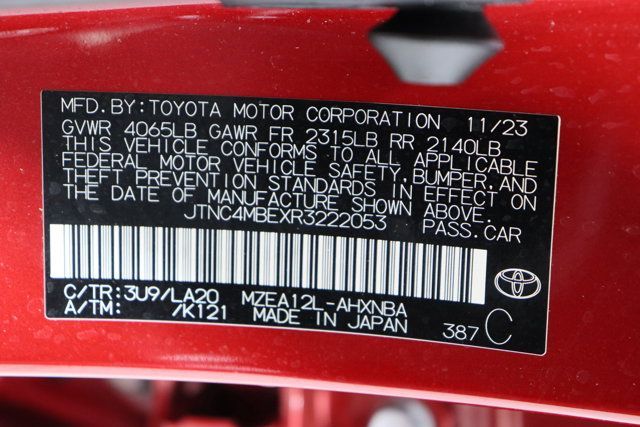 MFD. BY: TOYOTA MOTOR CORPORATION 11/23
GVWR 4065LB GAWR FR 2315LB RR 2140LB
THIS VEHICLE CONFORMS TO ALL APPLICABLE
FEDERAL MOTOR VEHICLE SAFETY, BUMPER, AND
THEFT PREVENTION STANDARDS IN EFFECT ON
THE DATE OF MANUFACTURE SHOWN ABOVE.
JTNC4MBEXR3222053 PASS. CAR
C/TR: 3U9/LA20 MZEA12L-AHXNBA
A/TM: /K121 MADE IN JAPAN 387 C